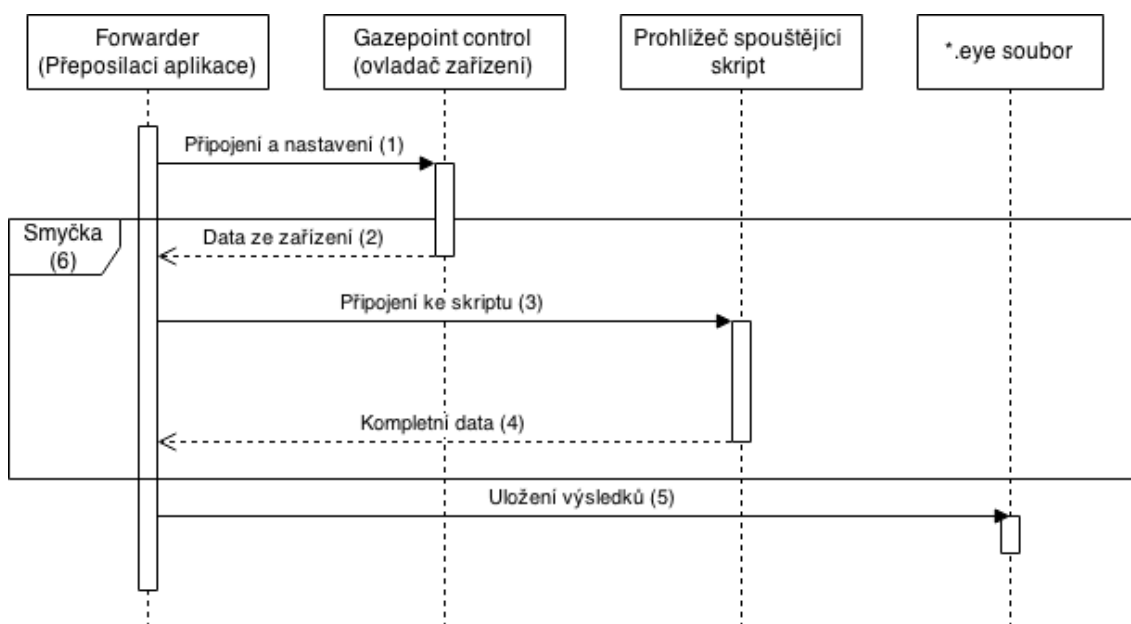 Forwarder
(Přeposílací aplikace)
Gazepoint control
(ovladač zařízení)
Prohlížeč spouštějící
skript
*.eye soubor
Připojení a nastavení (1)
Smyčka
(6)
Data ze zařízení (2)
Připojení ke skriptu (3)
Kompletní data (4)
Uložení výsledků (5)